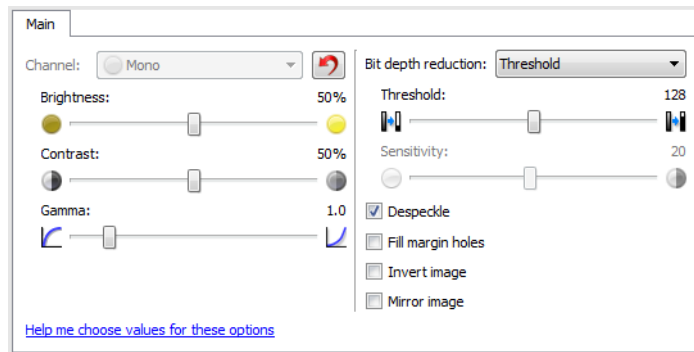 Main
Channel: Mono
Brightness: 50%
Contrast: 50%
Gamma: 1.0
Help me choose values for these options
Bit depth reduction: Threshold
Threshold: 128
Sensitivity: 20
Despeckle
Fill margin holes
Invert image
Mirror image